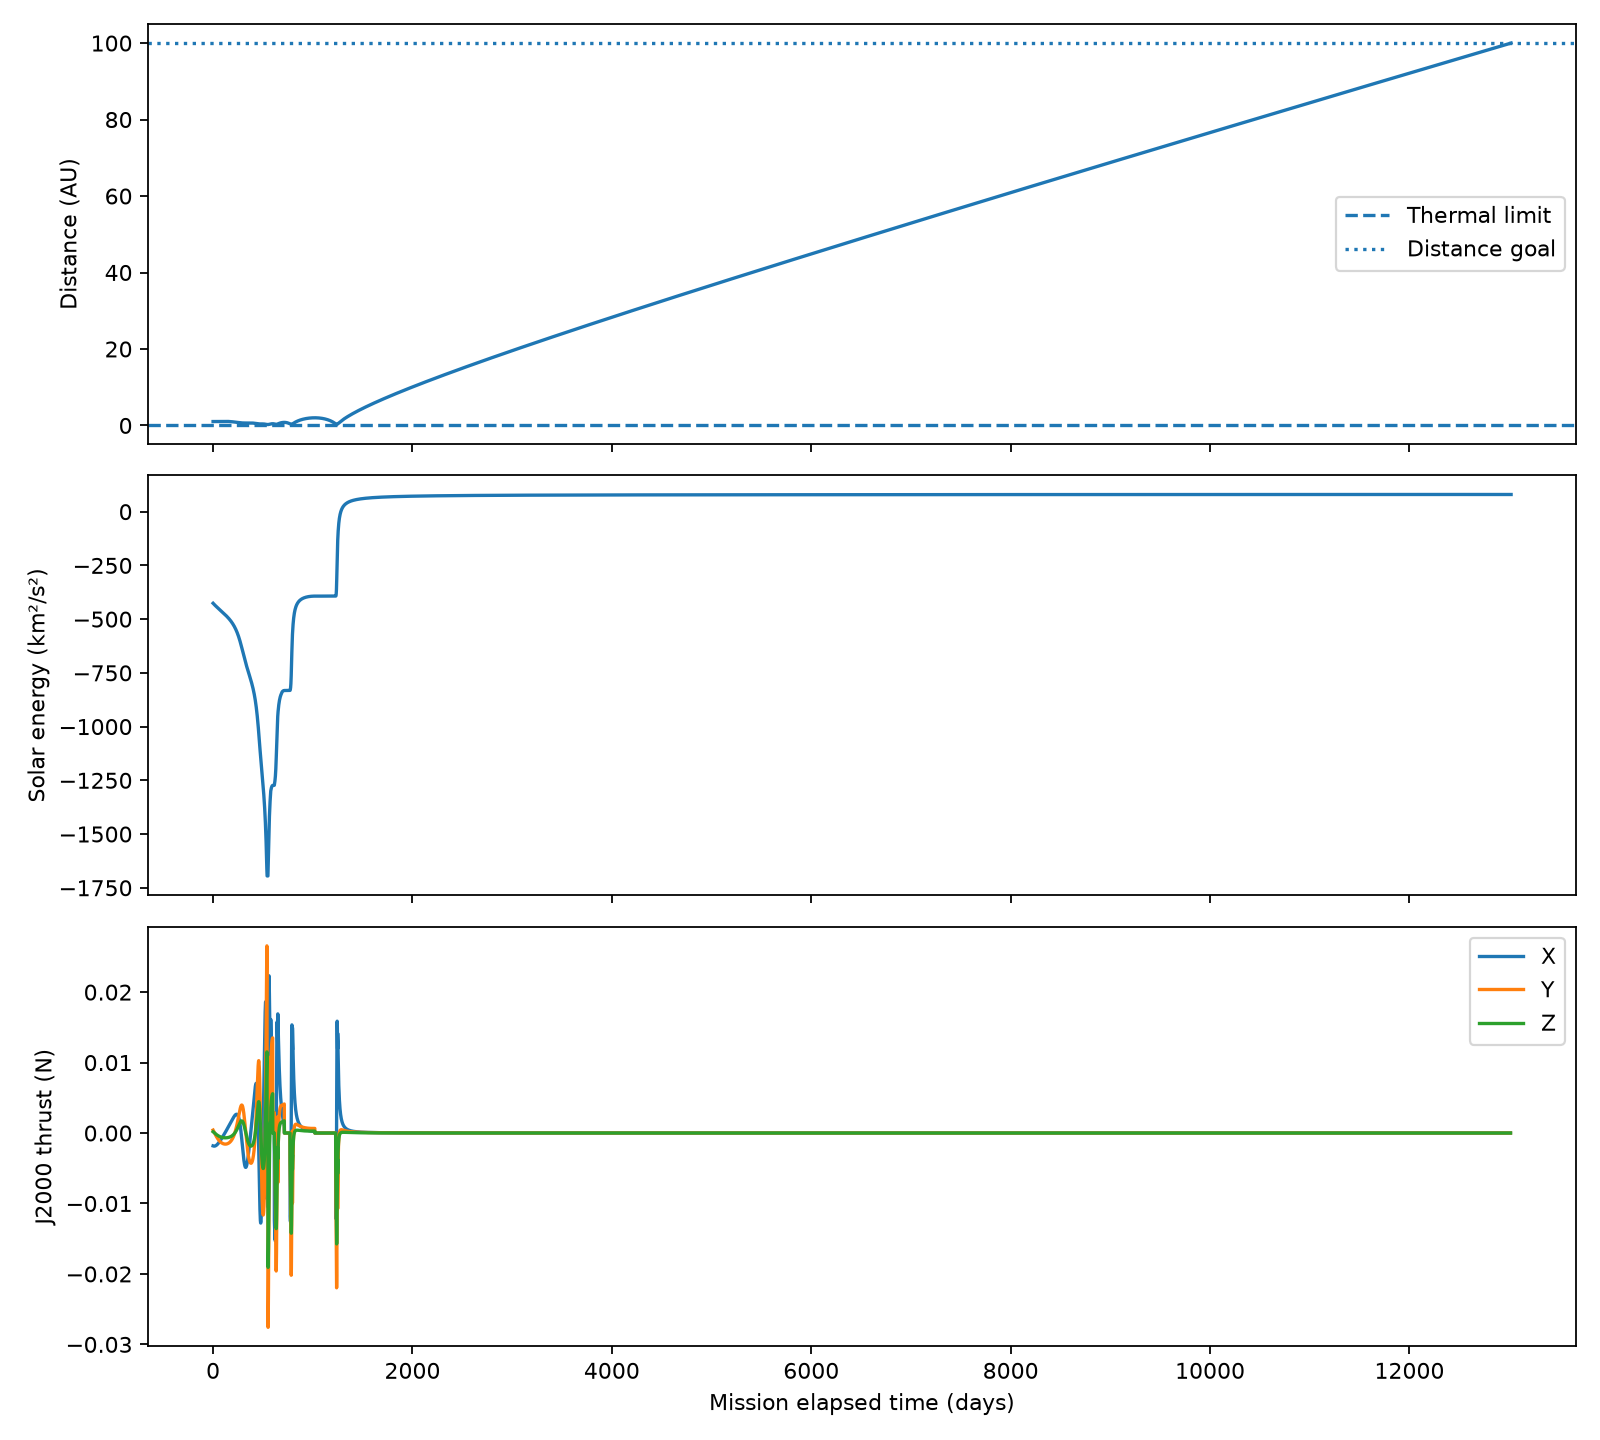 100
80
60
40
20
0
Distance (AU)
Thermal limit
Distance goal
0
−250
−500
−750
−1000
−1250
−1500
−1750
Solar energy (km²/s²)
X
Y
Z
0.02
0.01
0.00
−0.01
−0.02
−0.03
J2000 thrust (N)
0 2000 4000 6000 8000 10000 12000
Mission elapsed time (days)